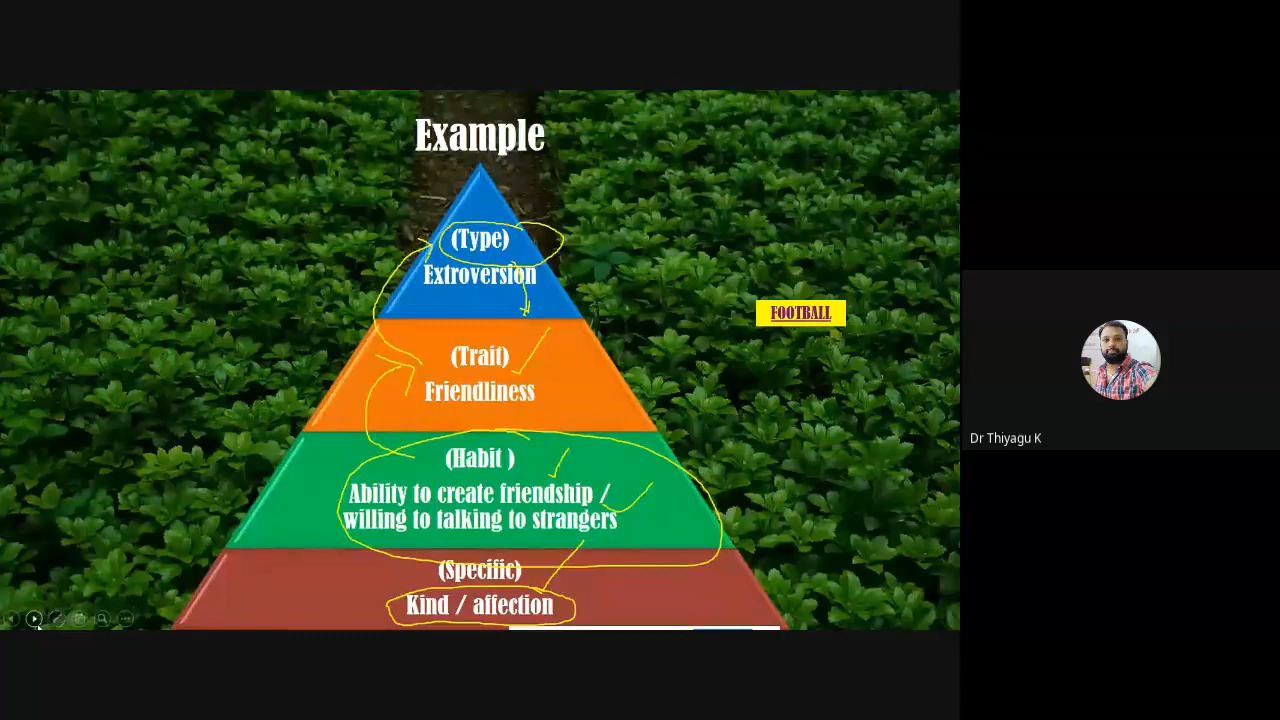 Example
(Type)
Extroversion
FOOTBALL
(Trait)
Friendliness
Dr Thiyagu K
(Habit )
Ability to create friendship /
willing to talking to strangers
(Specific)
Kind / affection